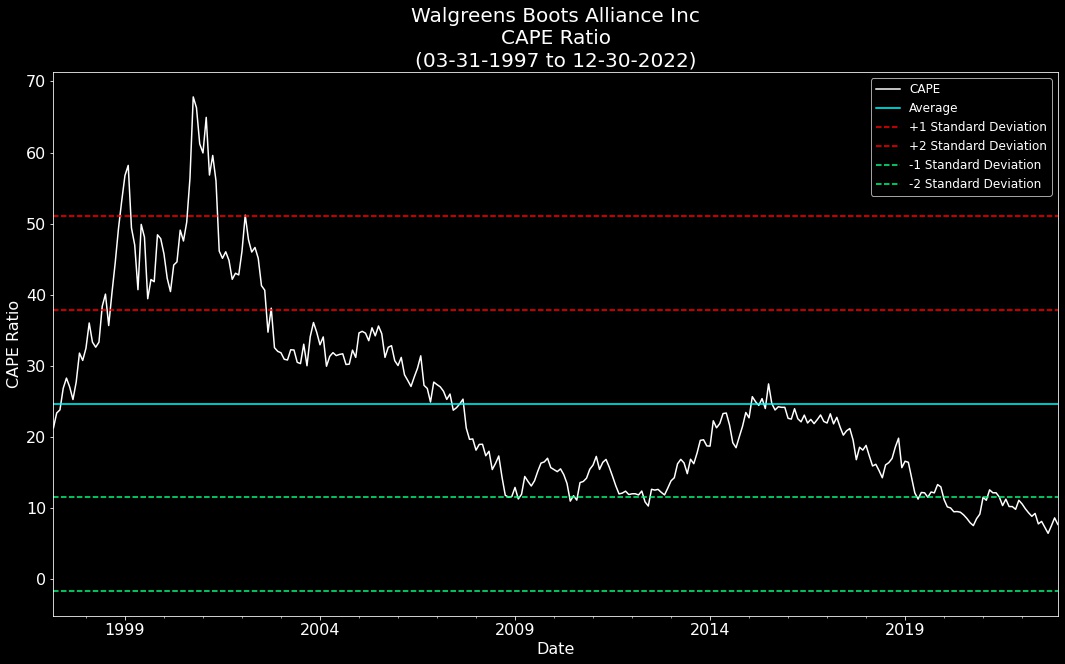 Walgreens Boots Alliance Inc
CAPE Ratio
(03-31-1997 to 12-30-2022)
CAPE
Average
+1 Standard Deviation
+2 Standard Deviation
-1 Standard Deviation
-2 Standard Deviation
CAPE Ratio
70
60
50
40
30
20
10
0
1999
2004
2009
2014
2019
Date